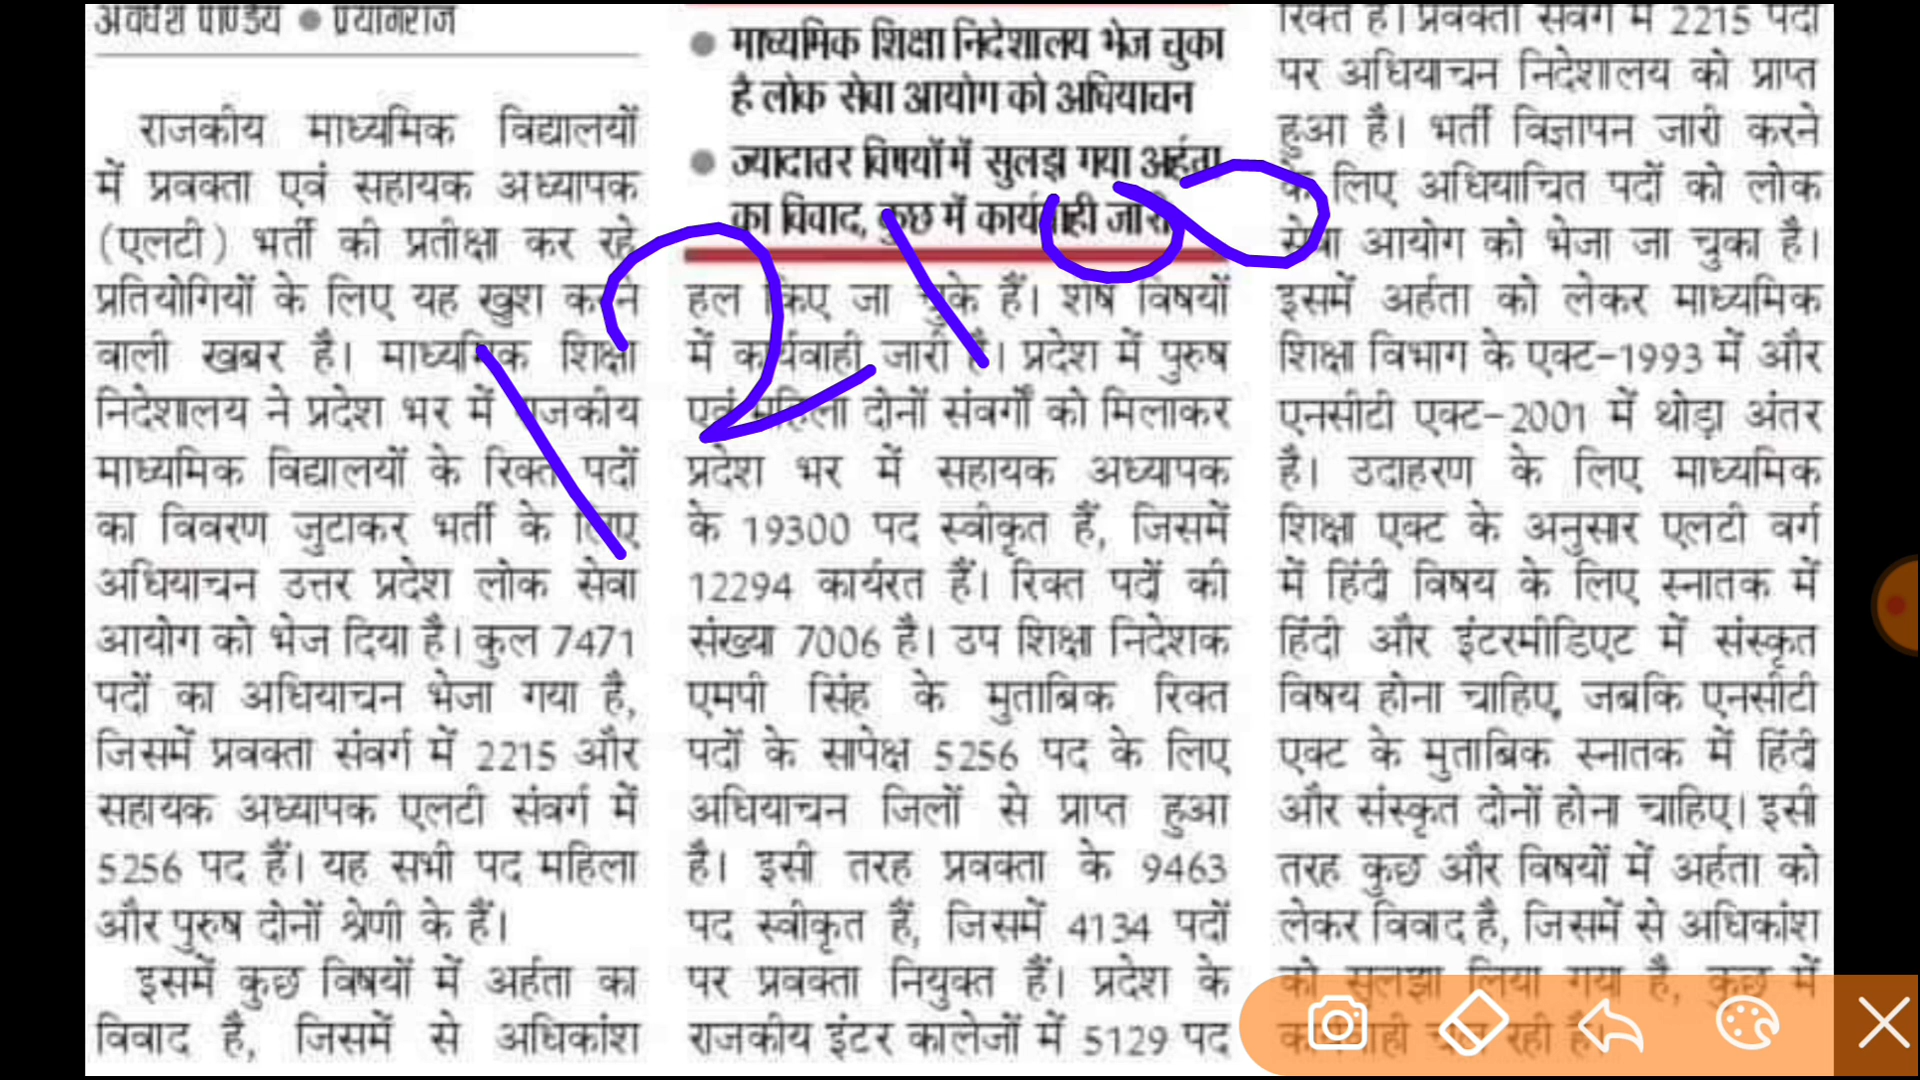 अवधेश पाण्डेय ● प्रयागराज
राजकीय माध्यमिक विद्यालयों
में प्रवक्ता एवं सहायक अध्यापक
(एलटी) भर्ती की प्रतीक्षा कर रहे
प्रतियोगियों के लिए यह खुश करने
वाली खबर है। माध्यमिक शिक्षा
निदेशालय ने प्रदेश भर में राजकीय
माध्यमिक विद्यालयों के रिक्त पदों
का विवरण जुटाकर भर्ती के लिए
अधियाचन उत्तर प्रदेश लोक सेवा
आयोग को भेज दिया है। कुल 7471
पदों का अधियाचन भेजा गया है,
जिसमें प्रवक्ता संवर्ग में 2215 और
सहायक अध्यापक एलटी संवर्ग में
5256 पद हैं। यह सभी पद महिला
और पुरुष दोनों श्रेणी के हैं।
इसमें कुछ विषयों में अर्हता का
विवाद है, जिसमें से अधिकांश
● माध्यमिक शिक्षा निदेशालय भेज चुका
है लोक सेवा आयोग को अधियाचन
● ज्यादातर विषयों में सुलझ गया अर्हता
का विवाद, कुछ में कार्यवाही जारी
हल किए जा चुके हैं। शेष विषयों
में कार्यवाही जारी है। प्रदेश में पुरुष
एवं महिला दोनों संवर्गों को मिलाकर
प्रदेश भर में सहायक अध्यापक
के 19300 पद स्वीकृत हैं, जिसमें
12294 कार्यरत हैं। रिक्त पदों की
संख्या 7006 है। उप शिक्षा निदेशक
एमपी सिंह के मुताबिक रिक्त
पदों के सापेक्ष 5256 पद के लिए
अधियाचन जिलों से प्राप्त हुआ
है। इसी तरह प्रवक्ता के 9463
पद स्वीकृत हैं, जिसमें 4134 पदों
पर प्रवक्ता नियुक्त हैं। प्रदेश के
राजकीय इंटर कालेजों में 5129 पद
रिक्त हैं। प्रवक्ता संवर्ग में 2215 पदों
पर अधियाचन निदेशालय को प्राप्त
हुआ है। भर्ती विज्ञापन जारी करने
के लिए अधियाचित पदों को लोक
सेवा आयोग को भेजा जा चुका है।
इसमें अर्हता को लेकर माध्यमिक
शिक्षा विभाग के एक्ट-1993 में और
एनसीटी एक्ट-2001 में थोड़ा अंतर
है। उदाहरण के लिए माध्यमिक
शिक्षा एक्ट के अनुसार एलटी वर्ग
में हिंदी विषय के लिए स्नातक में
हिंदी और इंटरमीडिएट में संस्कृत
विषय होना चाहिए, जबकि एनसीटी
एक्ट के मुताबिक स्नातक में हिंदी
और संस्कृत दोनों होना चाहिए। इसी
तरह कुछ और विषयों में अर्हता को
लेकर विवाद है, जिसमें से अधिकांश
को सुलझा लिया गया है, कुछ में
कार्यवाही चल रही है।